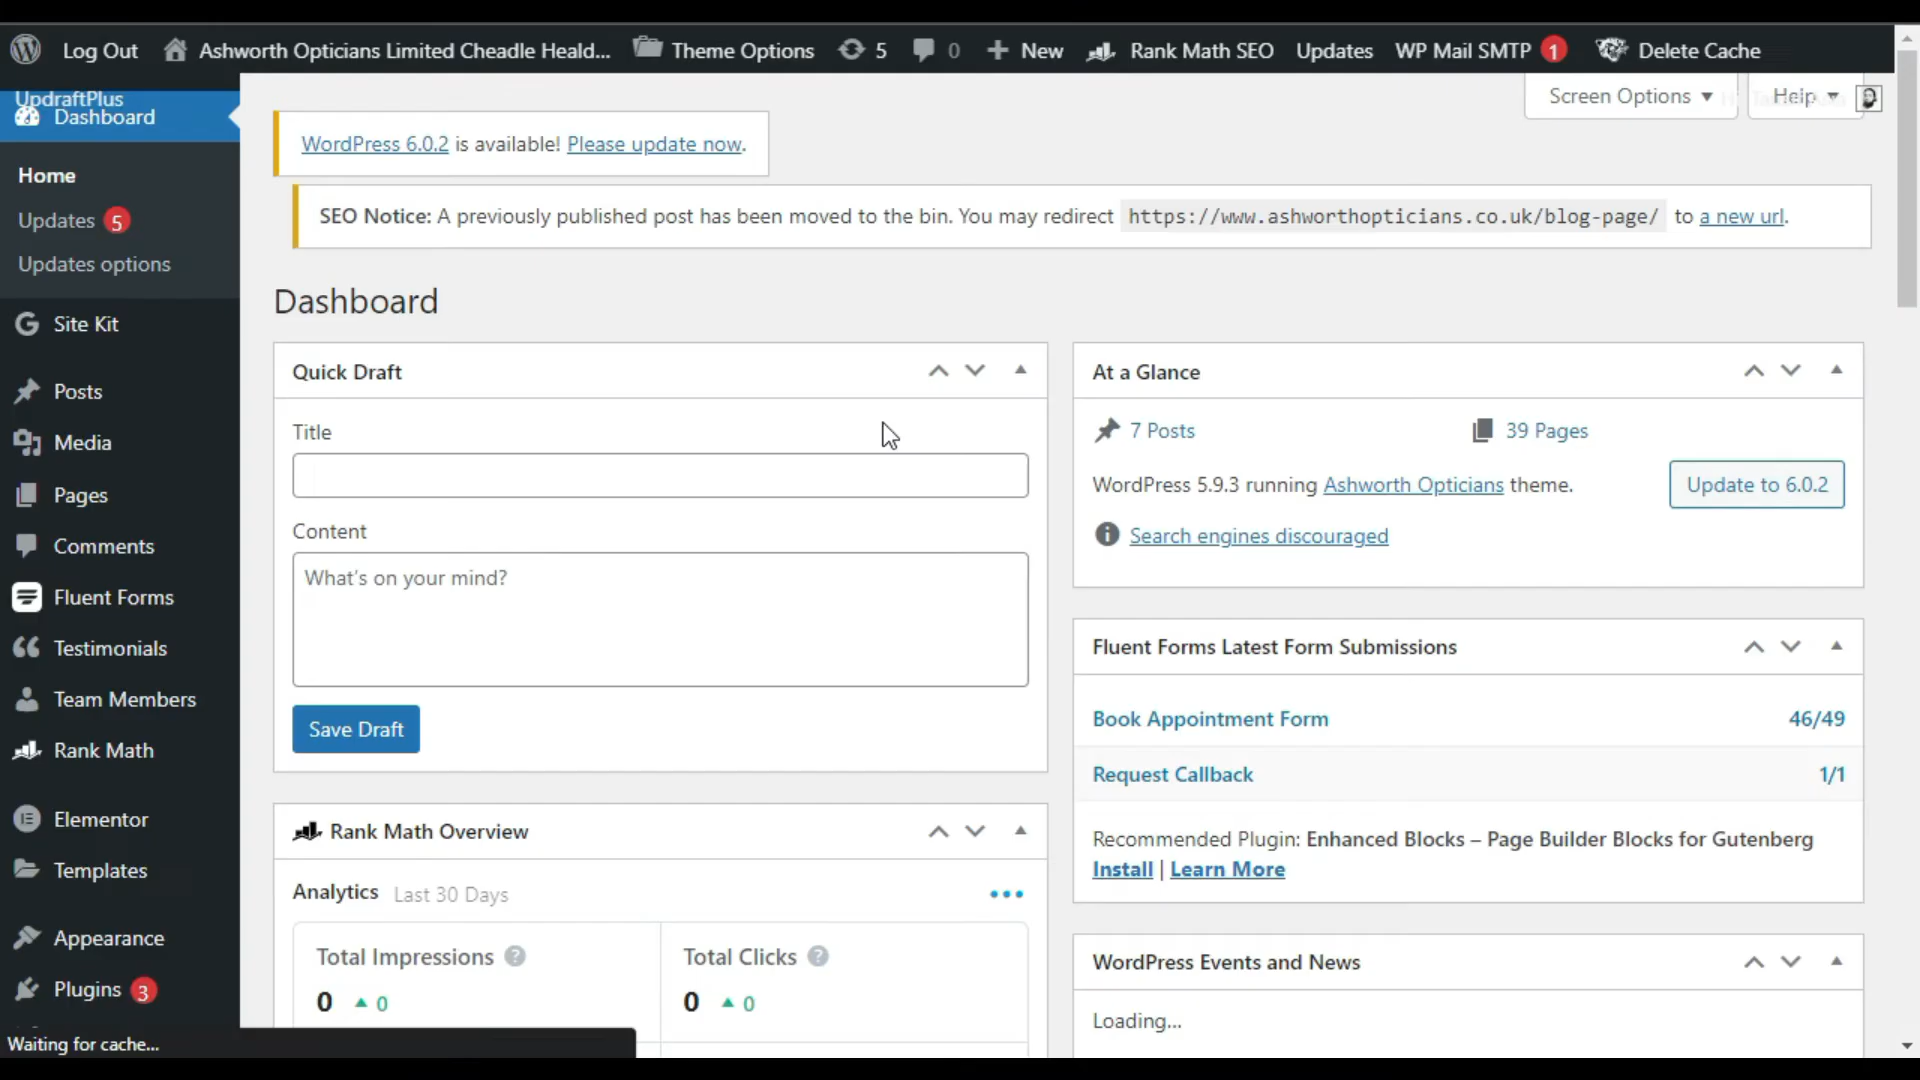 Log Out Ashworth Opticians Limited Cheadle Heald... Theme Options 5 0 New Rank Math SEO Updates WP Mail SMTP 1 Delete Cache
UpdraftPlus
Screen Options Help
Dashboard
Home
Updates 5
Updates options
Site Kit
Posts
Media
Pages
Comments
Fluent Forms
Testimonials
Team Members
Rank Math
Elementor
Templates
Appearance
Plugins 3
WordPress 6.0.2 is available! Please update now.
SEO Notice: A previously published post has been moved to the bin. You may redirect https://www.ashworthopticians.co.uk/blog-page/ to a new url.
Dashboard
Quick Draft
Title
Content
What's on your mind?
Save Draft
Rank Math Overview
Analytics Last 30 Days
Total Impressions ?
0 0
Total Clicks ?
0 0
At a Glance
7 Posts 39 Pages
WordPress 5.9.3 running Ashworth Opticians theme. Update to 6.0.2
Search engines discouraged
Fluent Forms Latest Form Submissions
Book Appointment Form 46/49
Request Callback 1/1
Recommended Plugin: Enhanced Blocks – Page Builder Blocks for Gutenberg
Install | Learn More
WordPress Events and News
Loading...
Waiting for cache...